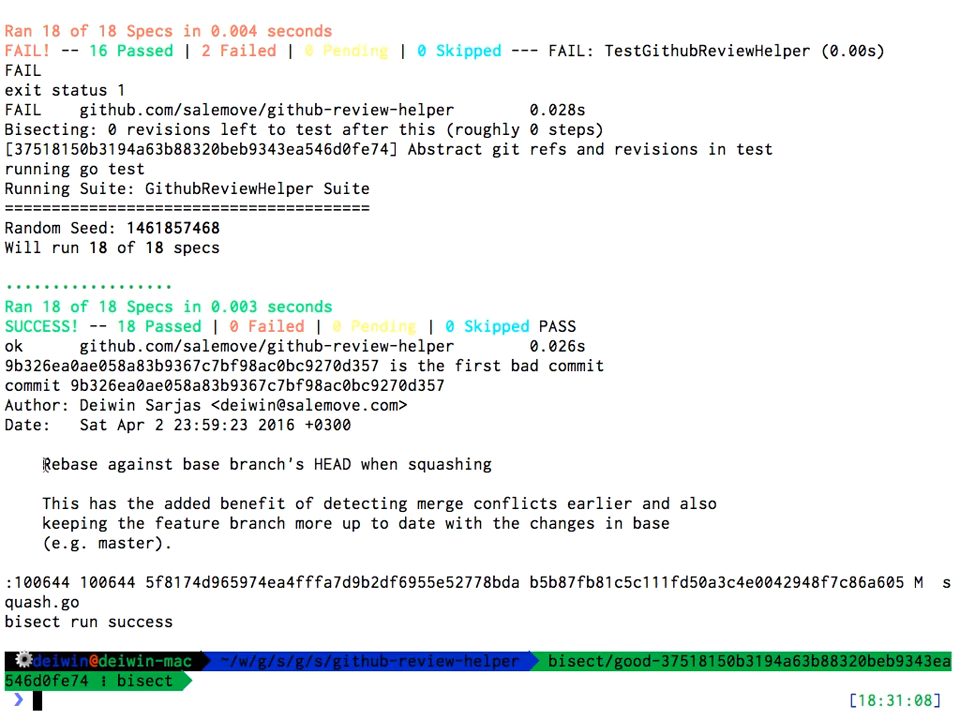 Ran 18 of 18 Specs in 0.004 seconds
FAIL! -- 16 Passed | 2 Failed | 0 Pending | 0 Skipped --- FAIL: TestGithubReviewHelper (0.00s)
FAIL
exit status 1
FAIL    github.com/salemove/github-review-helper        0.028s
Bisecting: 0 revisions left to test after this (roughly 0 steps)
[37518150b3194a63b88320beb9343ea546d0fe74] Abstract git refs and revisions in test
running go test
Running Suite: GithubReviewHelper Suite
=======================================
Random Seed: 1461857468
Will run 18 of 18 specs
••••••••••••••••••
Ran 18 of 18 Specs in 0.003 seconds
SUCCESS! -- 18 Passed | 0 Failed | 0 Pending | 0 Skipped PASS
ok      github.com/salemove/github-review-helper        0.026s
9b326ea0ae058a83b9367c7bf98ac0bc9270d357 is the first bad commit
commit 9b326ea0ae058a83b9367c7bf98ac0bc9270d357
Author: Deiwin Sarjas <deiwin@salemove.com>
Date:   Sat Apr 2 23:59:23 2016 +0300
    Rebase against base branch's HEAD when squashing
    This has the added benefit of detecting merge conflicts earlier and also
    keeping the feature branch more up to date with the changes in base
    (e.g. master).
:100644 100644 5f8174d965974ea4fffa7d9b2df6955e52778bda b5b87fb81c5c111fd50a3c4e0042948f7c86a605 M  s
quash.go
bisect run success
deiwin@deiwin-mac  ~/w/g/s/g/s/github-review-helper  bisect/good-37518150b3194a63b88320beb9343ea
546d0fe74 : bisect
❯ [18:31:08]